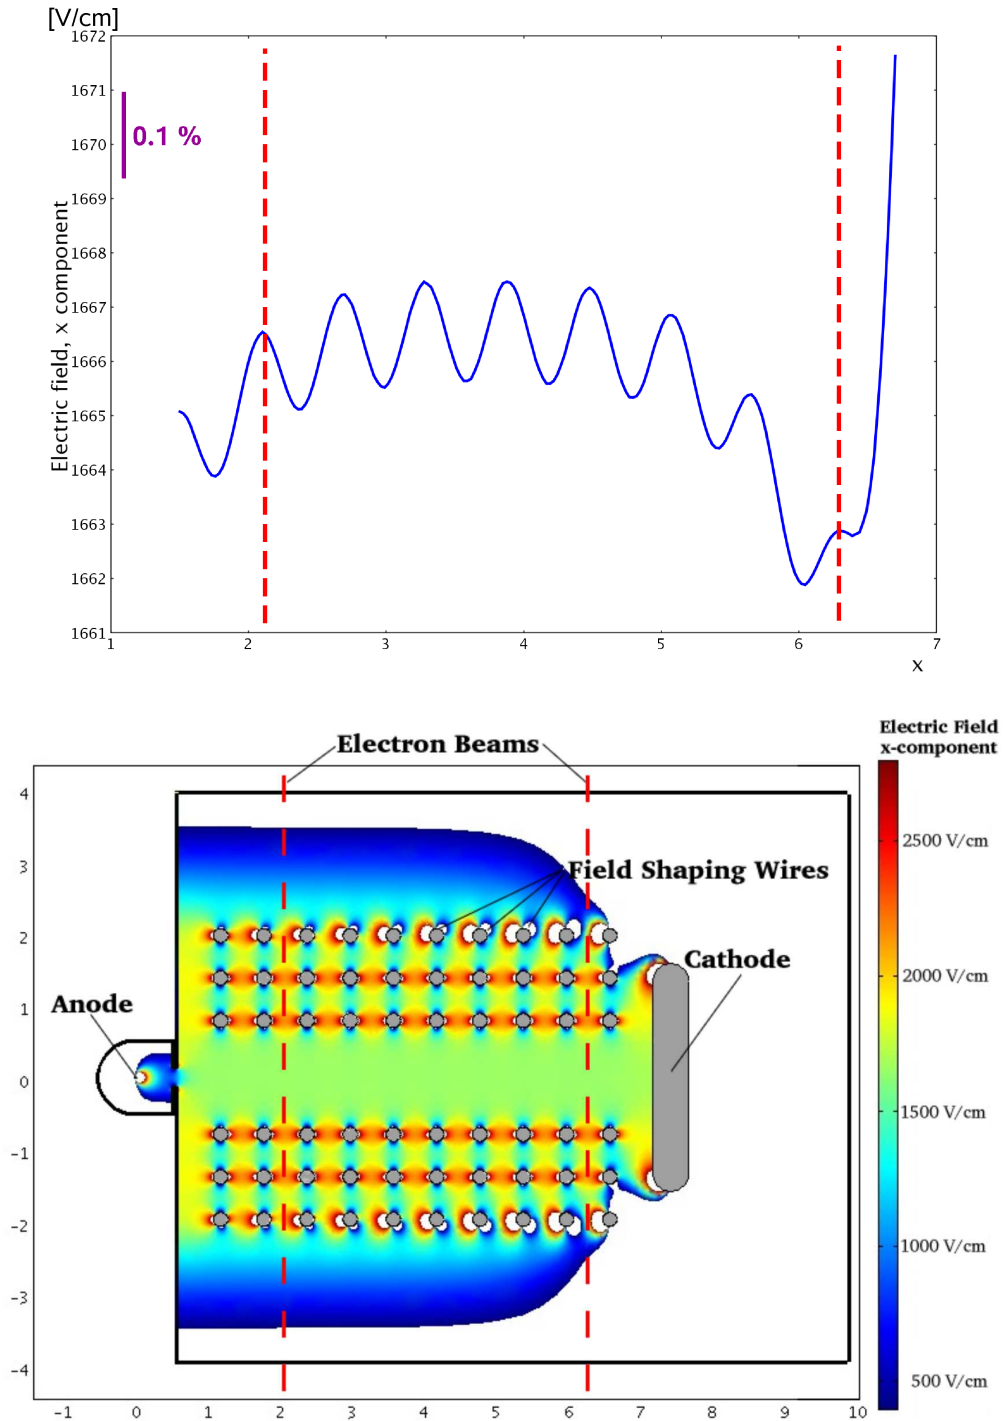 [V/cm]
1672
1671
1670
1669
1668
1667
1666
1665
1664
1663
1662
1661
0.1 %
Electric field, x component
1 2 3 4 5 6 7
x
Electric Field
x-component
Electron Beams
Field Shaping Wires
Cathode
Anode
4
3
2
1
0
-1
-2
-3
-4
-1 0 1 2 3 4 5 6 7 8 9 10
2500 V/cm
2000 V/cm
1500 V/cm
1000 V/cm
500 V/cm